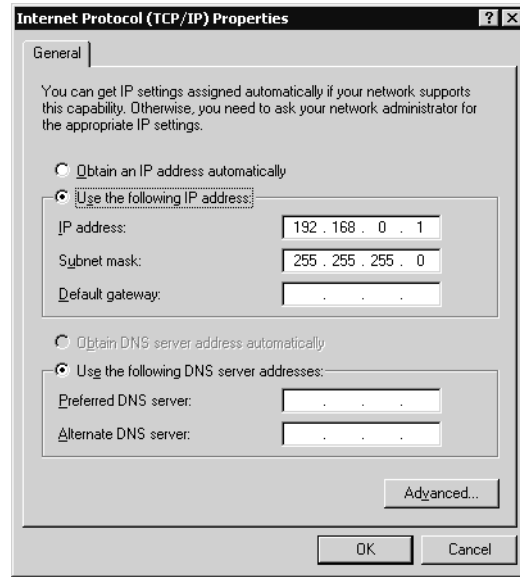 Internet Protocol (TCP/IP) Properties
General
You can get IP settings assigned automatically if your network supports
this capability. Otherwise, you need to ask your network administrator for
the appropriate IP settings.
Obtain an IP address automatically
Use the following IP address:
IP address: 192 . 168 . 0 . 1
Subnet mask: 255 . 255 . 255 . 0
Default gateway: . . .
Obtain DNS server address automatically
Use the following DNS server addresses:
Preferred DNS server: . . .
Alternate DNS server: . . .
Advanced...
OK Cancel